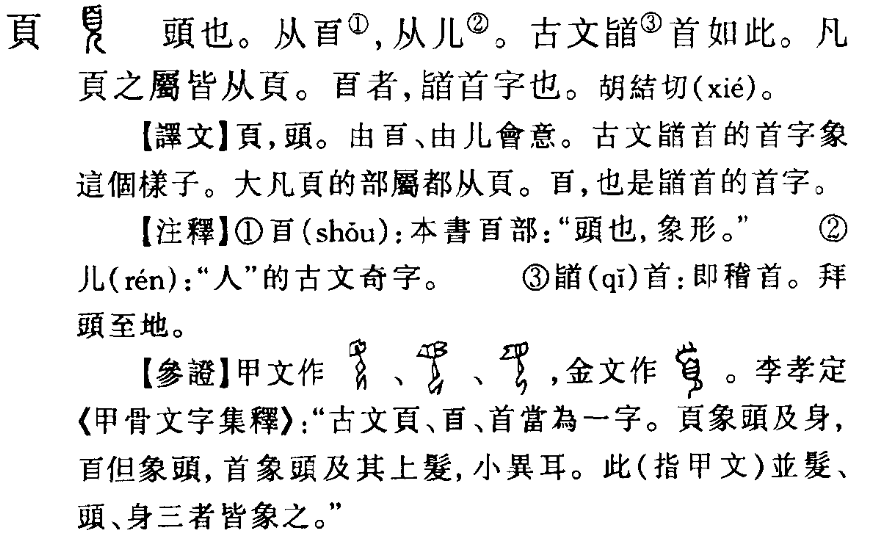 頁 頭也。从𦣻①,从儿②。古文䭫③首如此。凡
頁之屬皆从頁。𦣻者,䭫首字也。胡結切(xié)。
【譯文】頁,頭。由𦣻、由儿會意。古文䭫首的首字象
這個樣子。大凡頁的部屬都从頁。𦣻,也是䭫首的首字。
【注釋】①𦣻(shǒu):本書𦣻部:“頭也,象形。” ②
儿(rén):“人”的古文奇字。 ③䭫(qǐ)首:即稽首。拜
頭至地。
【參證】甲文作 、 、 ,金文作 。李孝定
《甲骨文字集釋》:“古文頁、𦣻、首當為一字。頁象頭及身,
𦣻但象頭,首象頭及其上髮,小異耳。此(指甲文)並髮、
頭、身三者皆象之。”